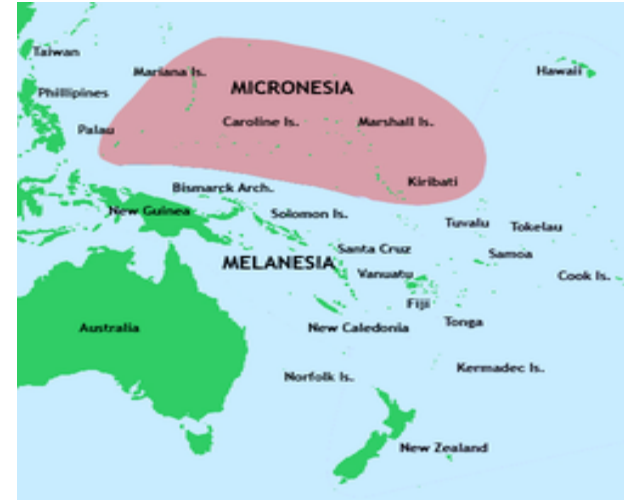 Taiwan
Hawaii
Mariana Is.
MICRONESIA
Phillipines
Caroline Is.
Marshall Is.
Palau
Kiribati
Bismarck Arch.
New Guinea
Solomon Is.
Tuvalu
Tokelau
Santa Cruz
Samoa
MELANESIA
Vanuatu
Cook Is.
Fiji
Tonga
Australia
New Caledonia
Kermadec Is.
Norfolk Is.
New Zealand